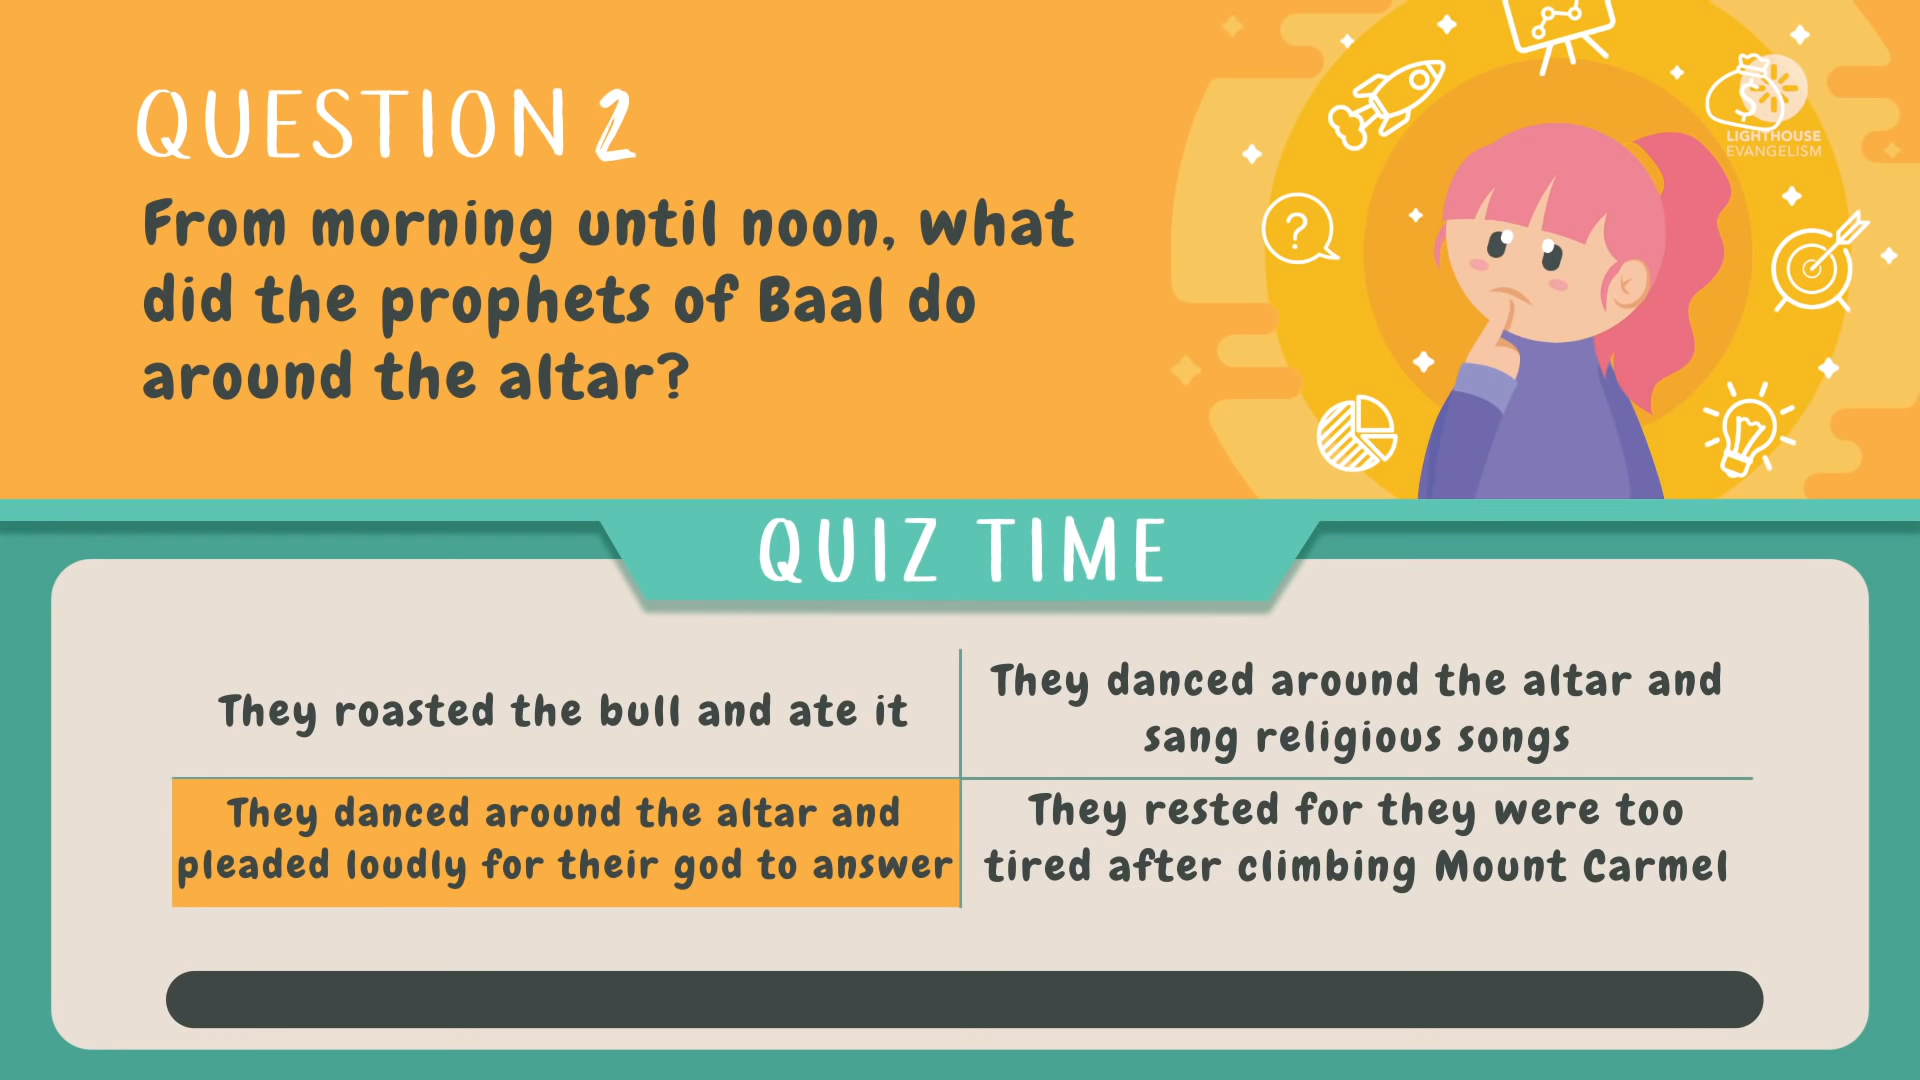 QUESTION 2
From morning until noon, what
did the prophets of Baal do
around the altar?
?
$
LIGHTHOUSE
EVANGELISM
QUIZ TIME
They roasted the bull and ate it
They danced around the altar and
sang religious songs
They danced around the altar and
pleaded loudly for their god to answer
They rested for they were too
tired after climbing Mount Carmel